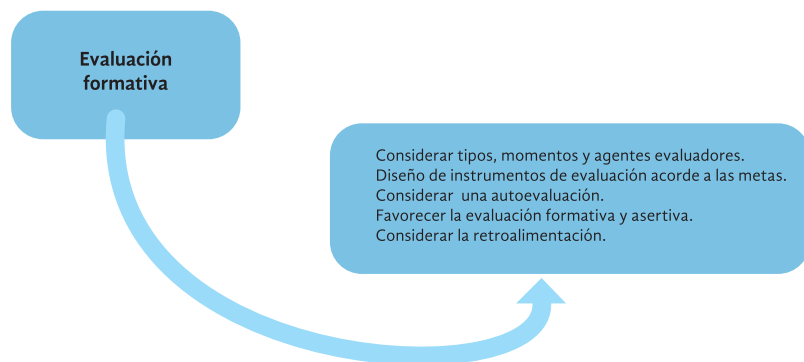 Evaluación
formativa
Considerar tipos, momentos y agentes evaluadores.
Diseño de instrumentos de evaluación acorde a las metas.
Considerar una autoevaluación.
Favorecer la evaluación formativa y asertiva.
Considerar la retroalimentación.